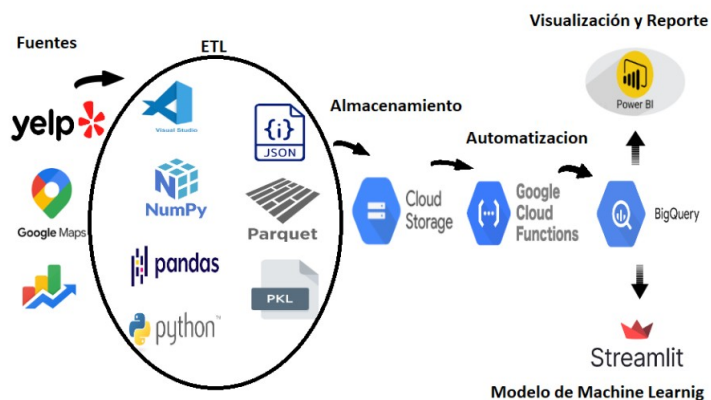 Visualización y Reporte
Fuentes
ETL
Power BI
yelp
Visual Studio
{i}
JSON
Almacenamiento
Automatizacion
Google Maps
NumPy
Parquet
Cloud
Storage
Google
Cloud
Functions
BigQuery
pandas
PKL
python
Streamlit
Modelo de Machine Learnig